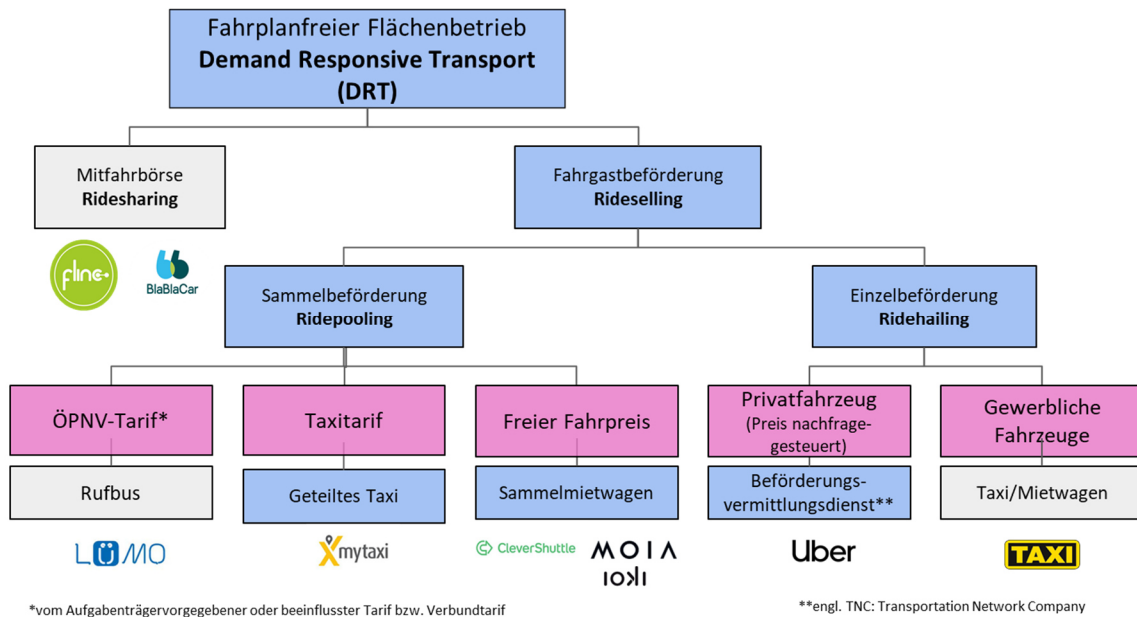 Fahrplanfreier Flächenbetrieb
Demand Responsive Transport
(DRT)
Mitfahrbörse
Ridesharing
Fahrgastbeförderung
Rideselling
flinc
BlaBlaCar
Sammelbeförderung
Ridepooling
Einzelbeförderung
Ridehailing
ÖPNV-Tarif*
Taxitarif
Freier Fahrpreis
Privatfahrzeug
(Preis nachfrage-
gesteuert)
Gewerbliche
Fahrzeuge
Rufbus
Geteiltes Taxi
Sammelmietwagen
Beförderungs-
vermittlungsdienst**
Taxi/Mietwagen
LÜMO
mytaxi
CleverShuttle
MOIA
ioki
Uber
TAXI
*vom Aufgabenträgervorgegebener oder beeinflusster Tarif bzw. Verbundtarif
**engl. TNC: Transportation Network Company